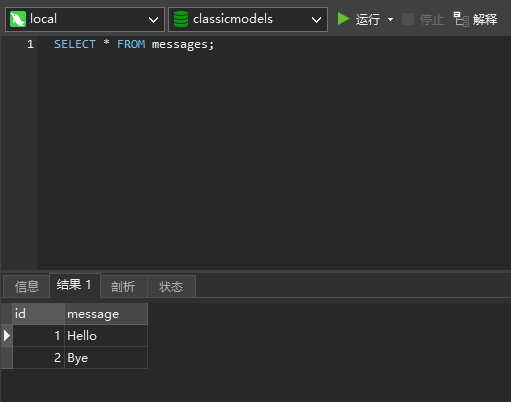 local classicmodels 运行 停止 解释
1 SELECT * FROM messages;
信息 结果 1 剖析 状态
id message
1 Hello
2 Bye